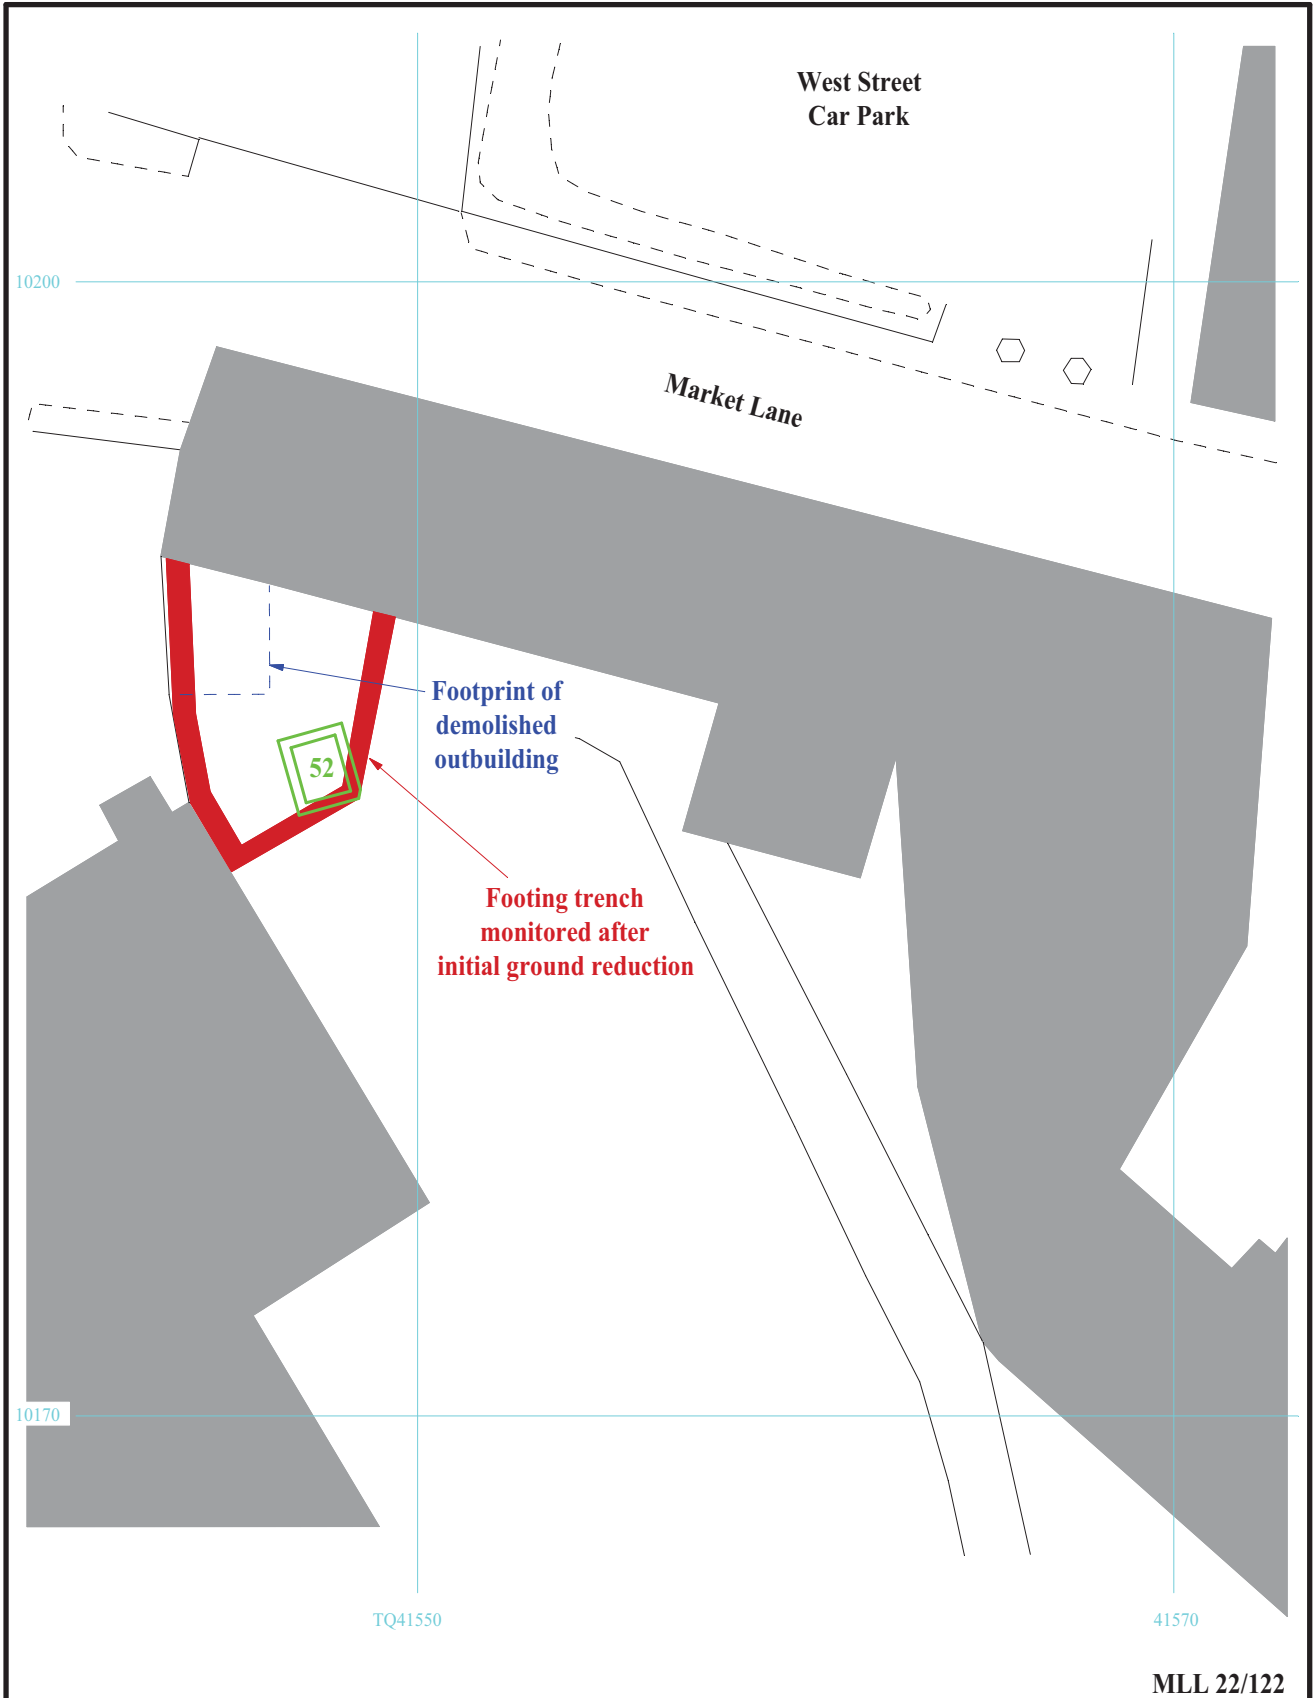 West Street
Car Park
10200
Market Lane
Footprint of
demolished
outbuilding
52
Footing trench
monitored after
initial ground reduction
10170
TQ41550
41570
MLL 22/122